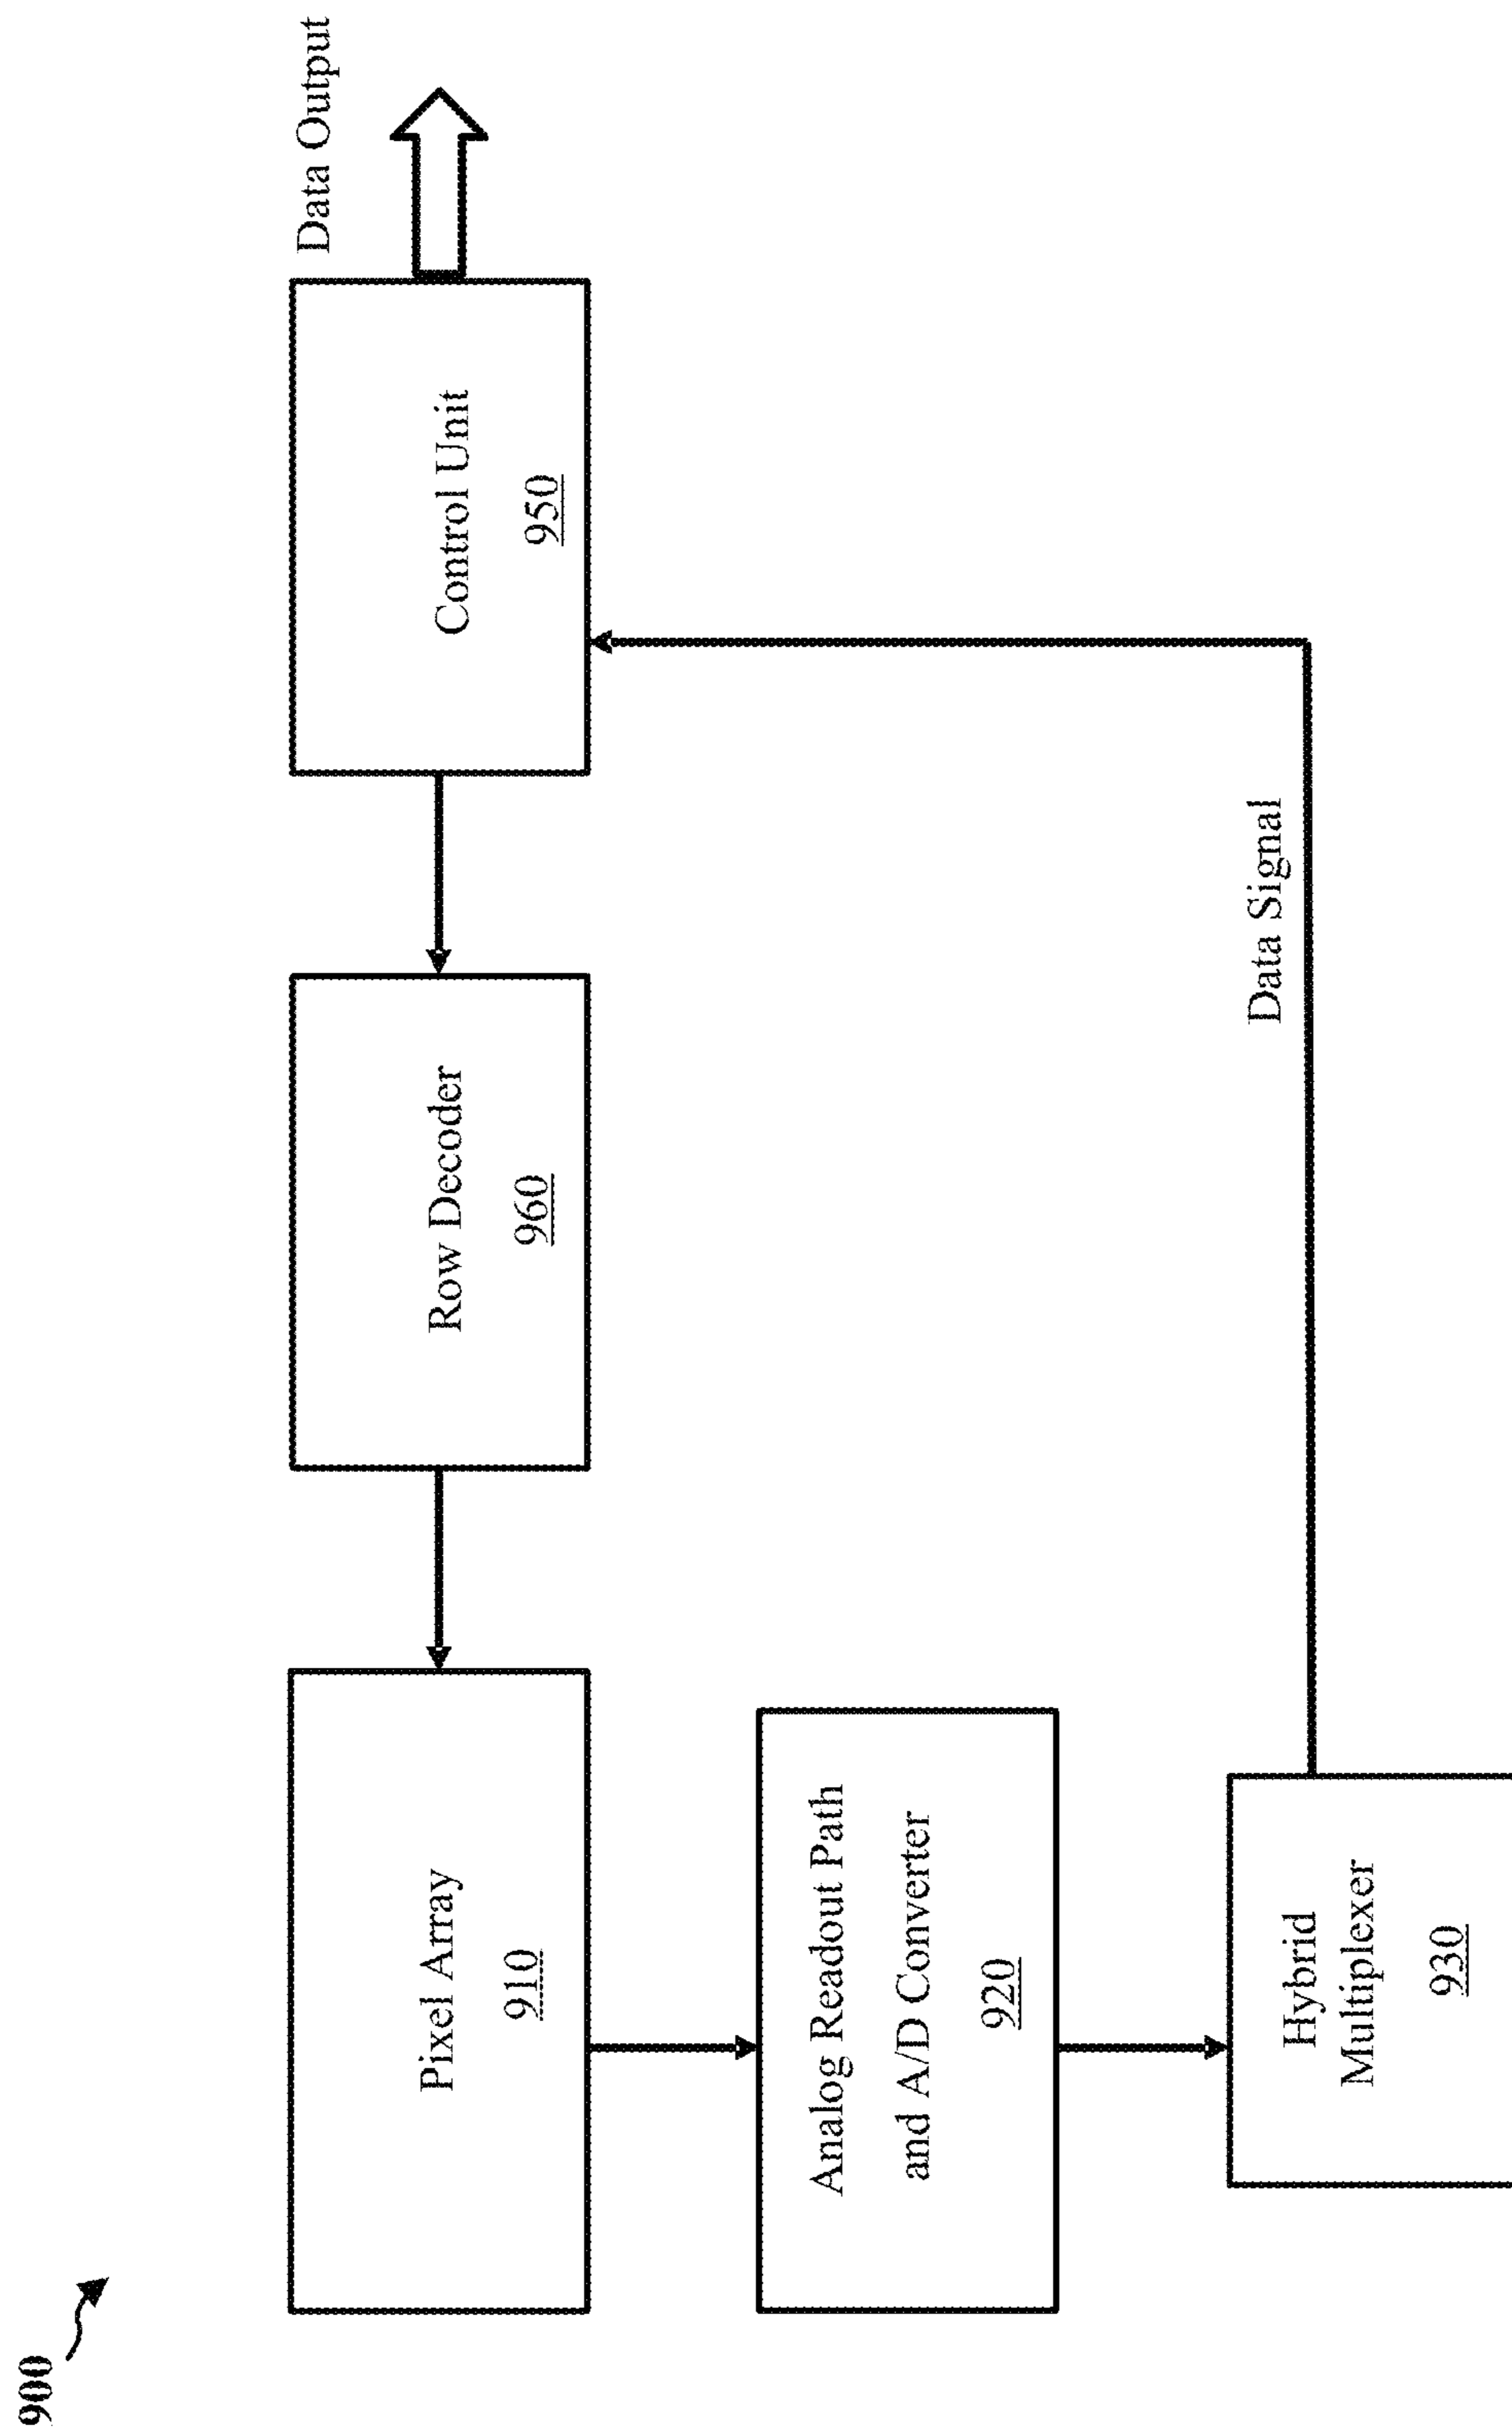 900
Pixel Array
910
Row Decoder
960
Control Unit
950
Data Output
Analog Readout Path
and A/D Converter
920
Hybrid
Multiplexer
930
Data Signal